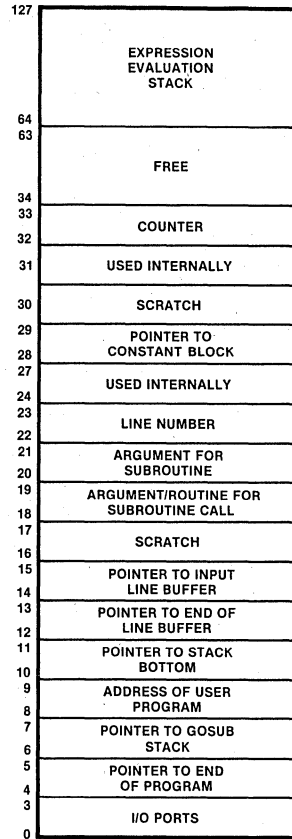 127
EXPRESSION
EVALUATION
STACK
64
63
FREE
34
33
COUNTER
32
31 USED INTERNALLY
30 SCRATCH
29
POINTER TO
28 CONSTANT BLOCK
27
USED INTERNALLY
24
23
LINE NUMBER
22
21 ARGUMENT FOR
20 SUBROUTINE
19 ARGUMENT/ROUTINE FOR
18 SUBROUTINE CALL
17
SCRATCH
16
15 POINTER TO INPUT
14 LINE BUFFER
13 POINTER TO END OF
12 LINE BUFFER
11 POINTER TO STACK
10 BOTTOM
9 ADDRESS OF USER
8 PROGRAM
7 POINTER TO GOSUB
6 STACK
5 POINTER TO END
4 OF PROGRAM
3
I/O PORTS
0